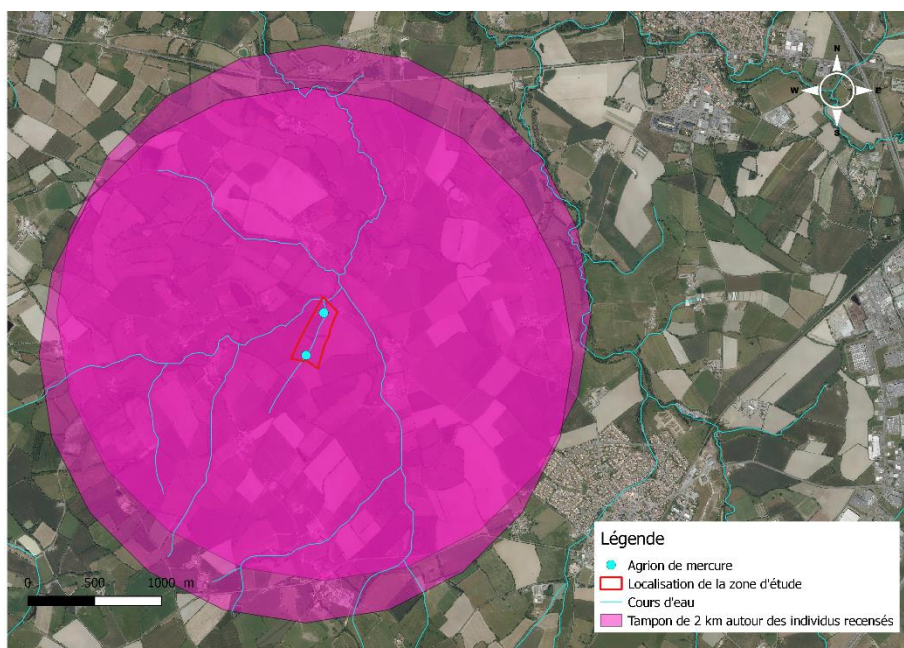 N
W
E
S
Légende
Agrion de mercure
Localisation de la zone d'étude
Cours d'eau
Tampon de 2 km autour des individus recensés
0 500 1000 m